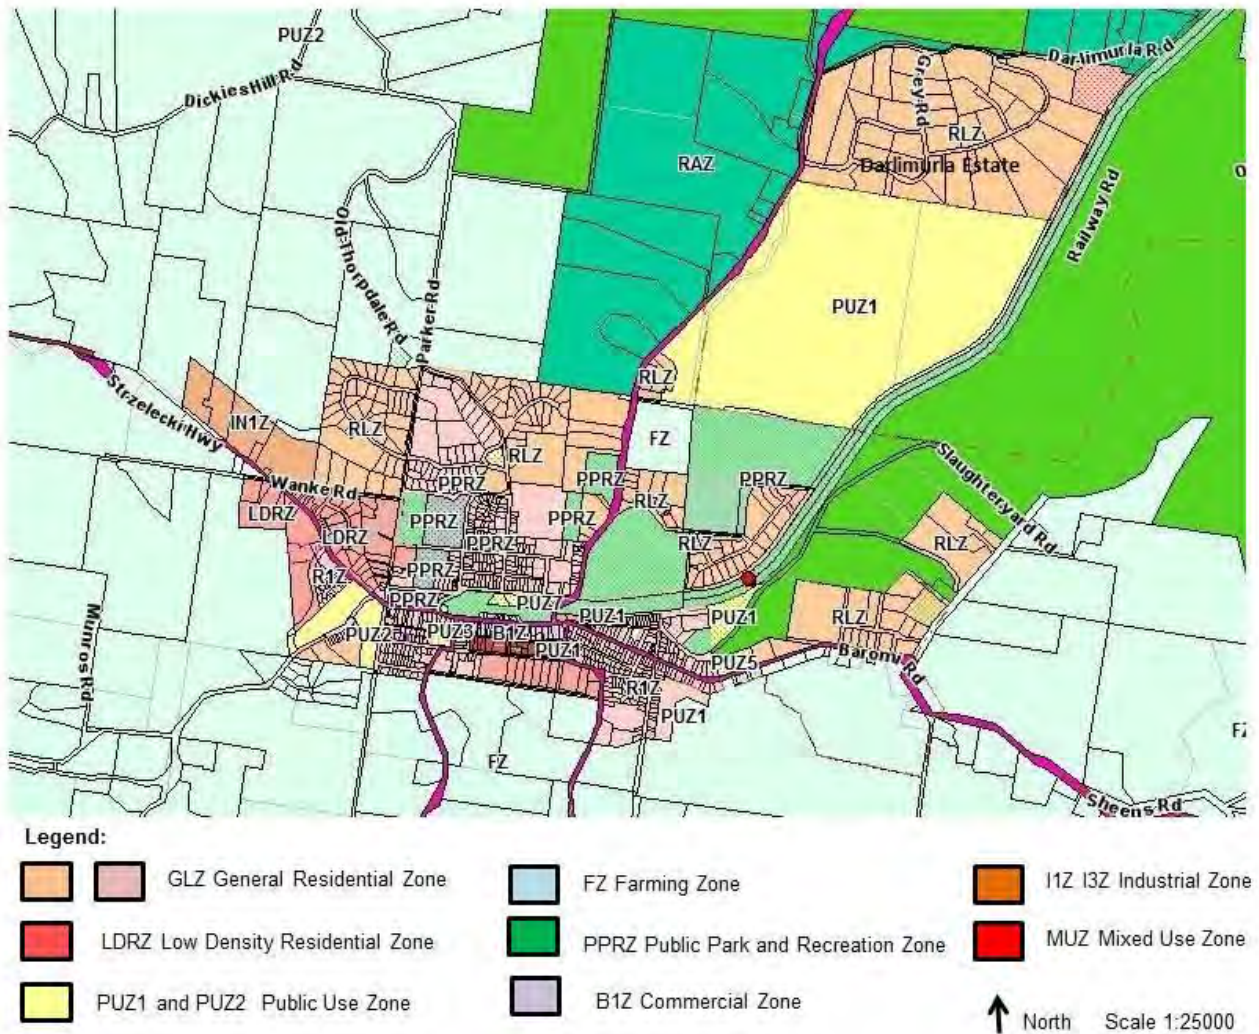 PUZ2
Dickies Hill Rd
Darlimurla Rd
Grey Rd
RLZ
Darlimurla Estate
RAZ
Railway Rd
Old Thorpdale Rd
Parker Rd
PUZ1
Strzelecki Hwy
RLZ
FZ
IN1Z
RLZ
RLZ
Slaughteryard Rd
Wanke Rd
PPRZ
PPRZ
PPRZ
RLZ
LDRZ
PPRZ
PPRZ
LDRZ
PPRZ
RLZ
RLZ
R1Z
PPRZ
PPRZ
PUZ7
PUZ1
PUZ1
RLZ
Munros Rd
PUZ2
PUZ3
B1Z
PUZ1
PUZ5
Baromi Rd
R1Z
PUZ1
FZ
FZ
Sheens Rd
Legend:
GLZ General Residential Zone
FZ Farming Zone
I1Z I3Z Industrial Zone
LDRZ Low Density Residential Zone
PPRZ Public Park and Recreation Zone
MUZ Mixed Use Zone
PUZ1 and PUZ2 Public Use Zone
B1Z Commercial Zone
North Scale 1:25000